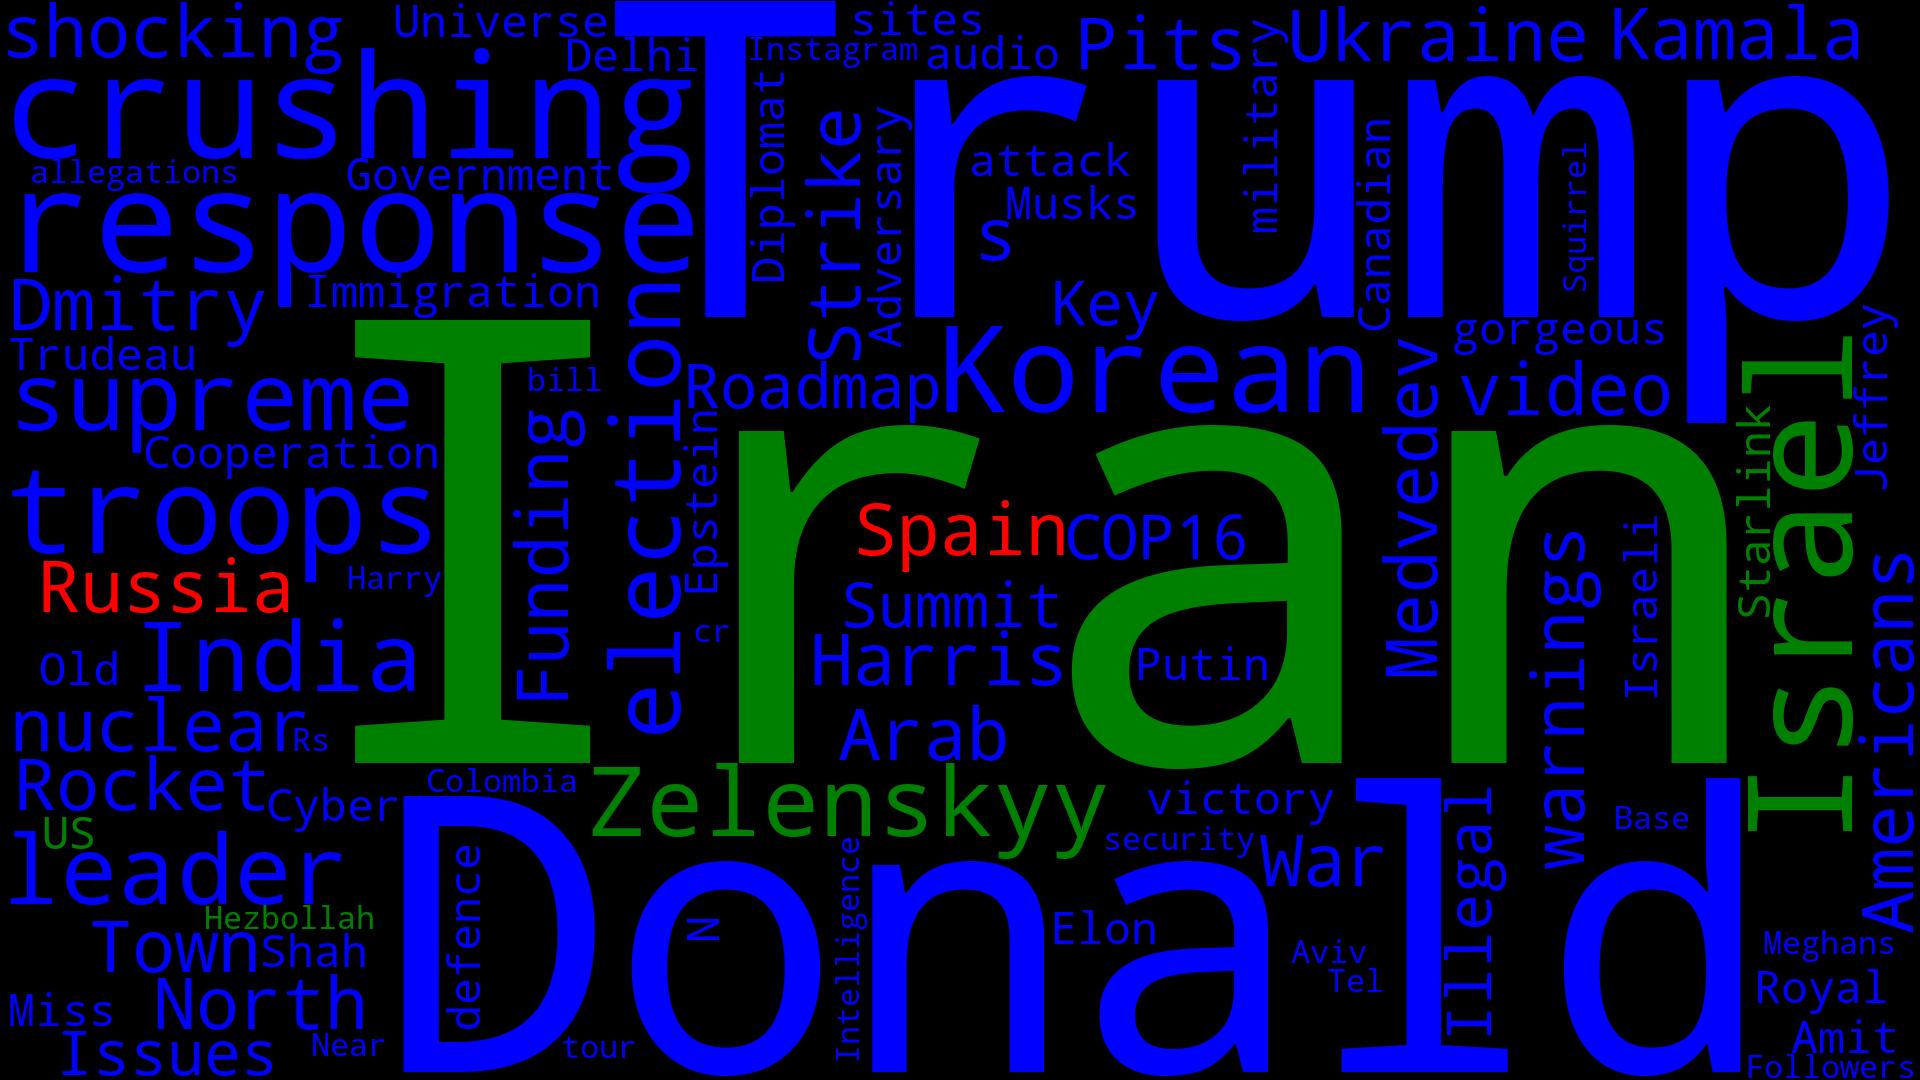 shocking
Universe
Delhi
Trump
Instagram
sites
audio
Pits
military
Ukraine
Kamala
crushing
allegations
Government
response
Diplomat
Strike
Adversary
attack
Musks
s
Canadian
Squirrel
Dmitry
Immigration
Key
Trudeau
supreme
bill
elections
Roadmap
Korean
gorgeous
video
Jeffrey
Cooperation
Iran
Funding
Epstein
Medvedev
Starlink
Israel
troops
Spain
COP16
Russia
Harry
Summit
warnings
Israeli
Americans
Old
India
cr
Harris
Putin
nuclear
Rs
Arab
Rocket
Cyber
Colombia
Zelenskyy
victory
security
War
Base
US
leader
Donald
defence
Intelligence
Illegal
Hezbollah
Town
Shah
N
Elon
Aviv
Tel
Meghans
Royal
Miss
North
Issues
Near
tour
Amit
Followers